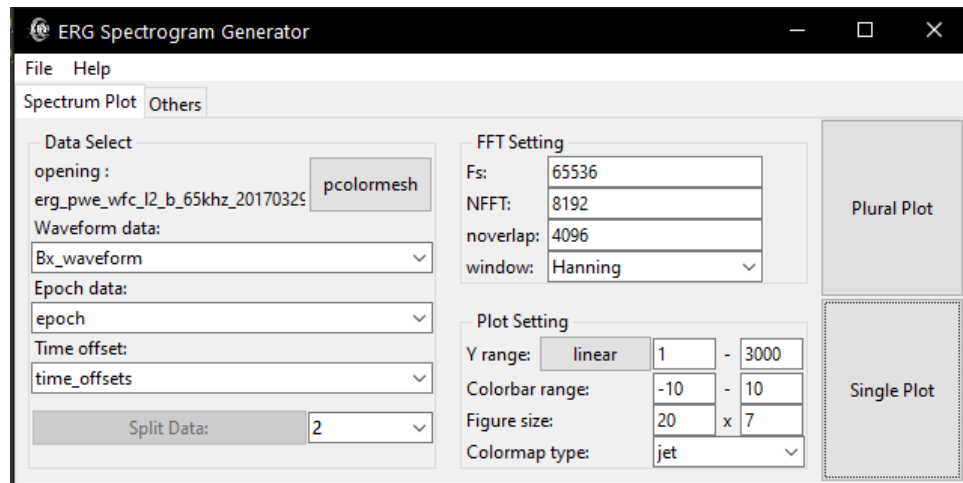 ERG Spectrogram Generator
File Help
Spectrum Plot Others
Data Select
opening :
erg_pwe_wfc_l2_b_65khz_20170329
pcolormesh
Waveform data:
Bx_waveform
Epoch data:
epoch
Time offset:
time_offsets
Split Data: 2
FFT Setting
Fs: 65536
NFFT: 8192
noverlap: 4096
window: Hanning
Plot Setting
Y range: linear 1 - 3000
Colorbar range: -10 - 10
Figure size: 20 x 7
Colormap type: jet
Plural Plot
Single Plot